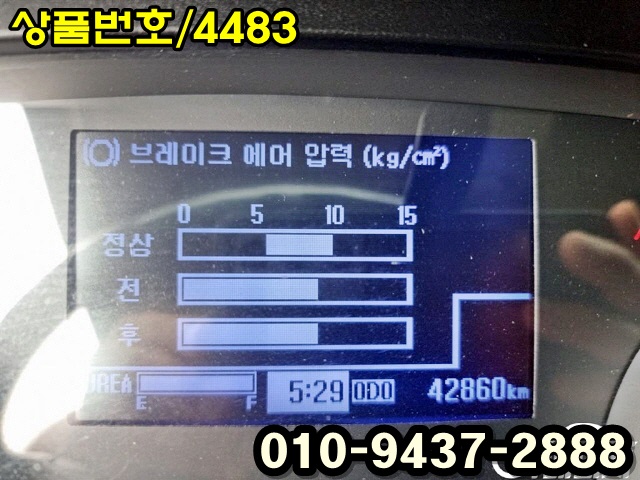 상품번호/4483
브레이크 에어 압력 (kg/cm²)
0 5 10 15
정상
전
후
UREA
E F
5:29 ODO 42860km
010-9437-2888